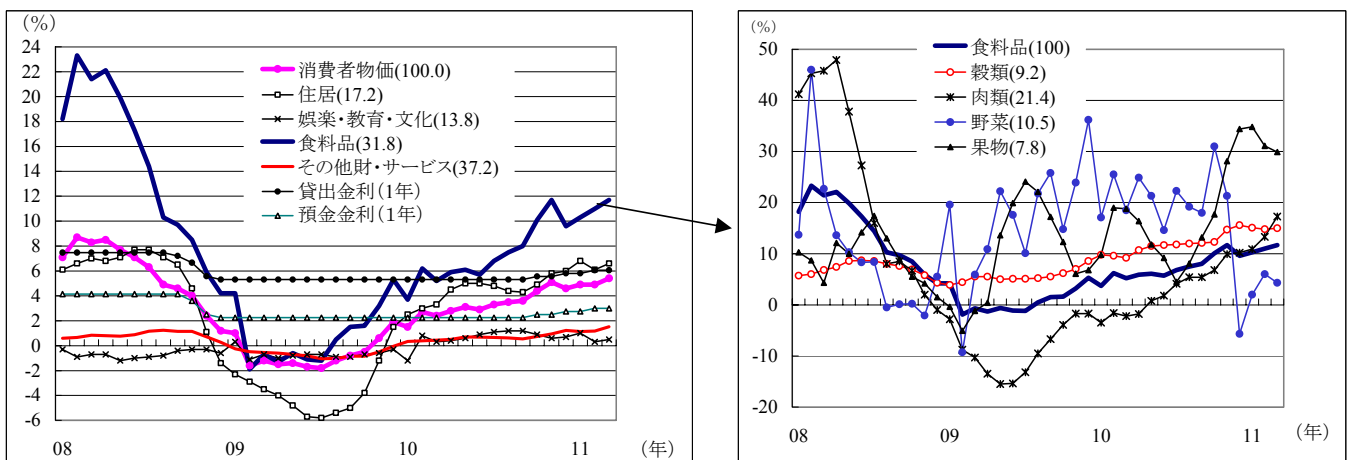 (%)
24
22
20
18
16
14
12
10
8
6
4
2
0
-2
-4
-6
消費者物価(100.0)
住居(17.2)
娯楽・教育・文化(13.8)
食料品(31.8)
その他財・サービス(37.2)
貸出金利(1年)
預金金利(1年)
08 09 10 11
(年)
(%)
50
40
30
20
10
0
-10
-20
食料品(100)
穀類(9.2)
肉類(21.4)
野菜(10.5)
果物(7.8)
08 09 10 11
(年)